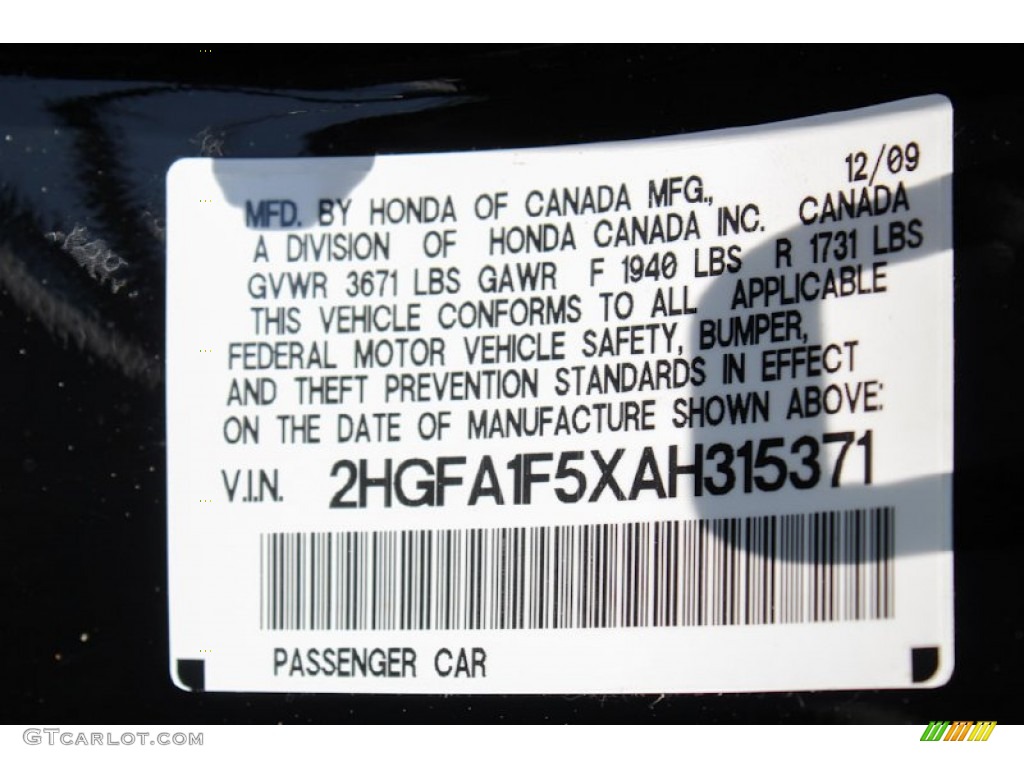 12/09
MFD. BY HONDA OF CANADA MFG.,
A DIVISION OF HONDA CANADA INC. CANADA
GVWR 3671 LBS GAWR F 1940 LBS R 1731 LBS
THIS VEHICLE CONFORMS TO ALL APPLICABLE
FEDERAL MOTOR VEHICLE SAFETY, BUMPER,
AND THEFT PREVENTION STANDARDS IN EFFECT
ON THE DATE OF MANUFACTURE SHOWN ABOVE:
V.I.N. 2HGFA1F5XAH315371
PASSENGER CAR
GTCARLOT.COM